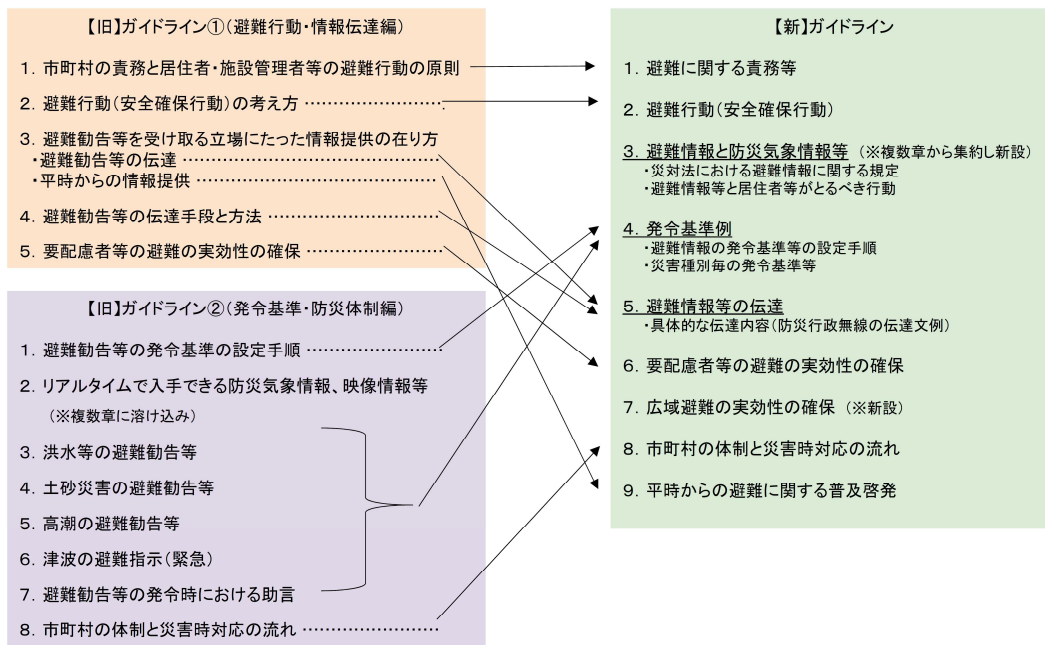 【旧】ガイドライン①(避難行動・情報伝達編)
1. 市町村の責務と居住者・施設管理者等の避難行動の原則
2. 避難行動(安全確保行動)の考え方 ························
3. 避難勧告等を受け取る立場にたった情報提供の在り方
・避難勧告等の伝達 ············································
・平時からの情報提供 ··········································
4. 避難勧告等の伝達手段と方法 ······························
5. 要配慮者等の避難の実効性の確保 ························
【旧】ガイドライン②(発令基準・防災体制編)
1. 避難勧告等の発令基準の設定手順 ························
2. リアルタイムで入手できる防災気象情報、映像情報等
(※複数章に溶け込み)
3. 洪水等の避難勧告等
4. 土砂災害の避難勧告等
5. 高潮の避難勧告等
6. 津波の避難指示(緊急)
7. 避難勧告等の発令時における助言
8. 市町村の体制と災害時対応の流れ ························
【新】ガイドライン
1. 避難に関する責務等
2. 避難行動(安全確保行動)
3. 避難情報と防災気象情報等 (※複数章から集約し新設)
・災対法における避難情報に関する規定
・避難情報等と居住者等がとるべき行動
4. 発令基準例
・避難情報の発令基準等の設定手順
・災害種別毎の発令基準等
5. 避難情報等の伝達
・具体的な伝達内容(防災行政無線の伝達文例)
6. 要配慮者等の避難の実効性の確保
7. 広域避難の実効性の確保 (※新設)
8. 市町村の体制と災害時対応の流れ
9. 平時からの避難に関する普及啓発